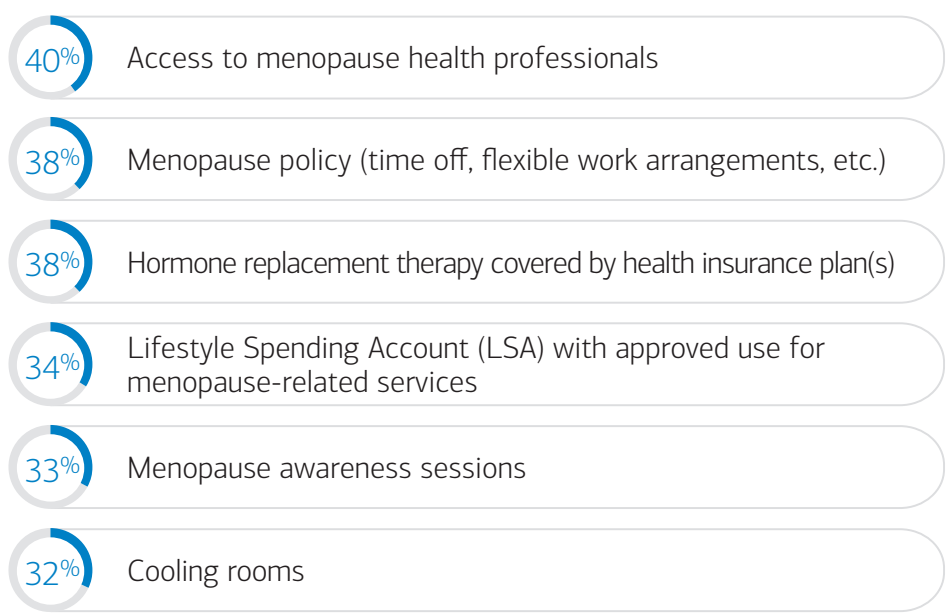 40% Access to menopause health professionals
38% Menopause policy (time off, flexible work arrangements, etc.)
38% Hormone replacement therapy covered by health insurance plan(s)
34% Lifestyle Spending Account (LSA) with approved use for
menopause-related services
33% Menopause awareness sessions
32% Cooling rooms